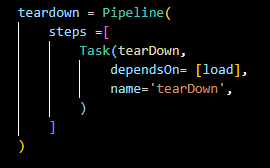 teardown = Pipeline(
    steps =[
        Task(tearDown,
            dependsOn= [load],
            name='tearDown',
        )
    ]
)